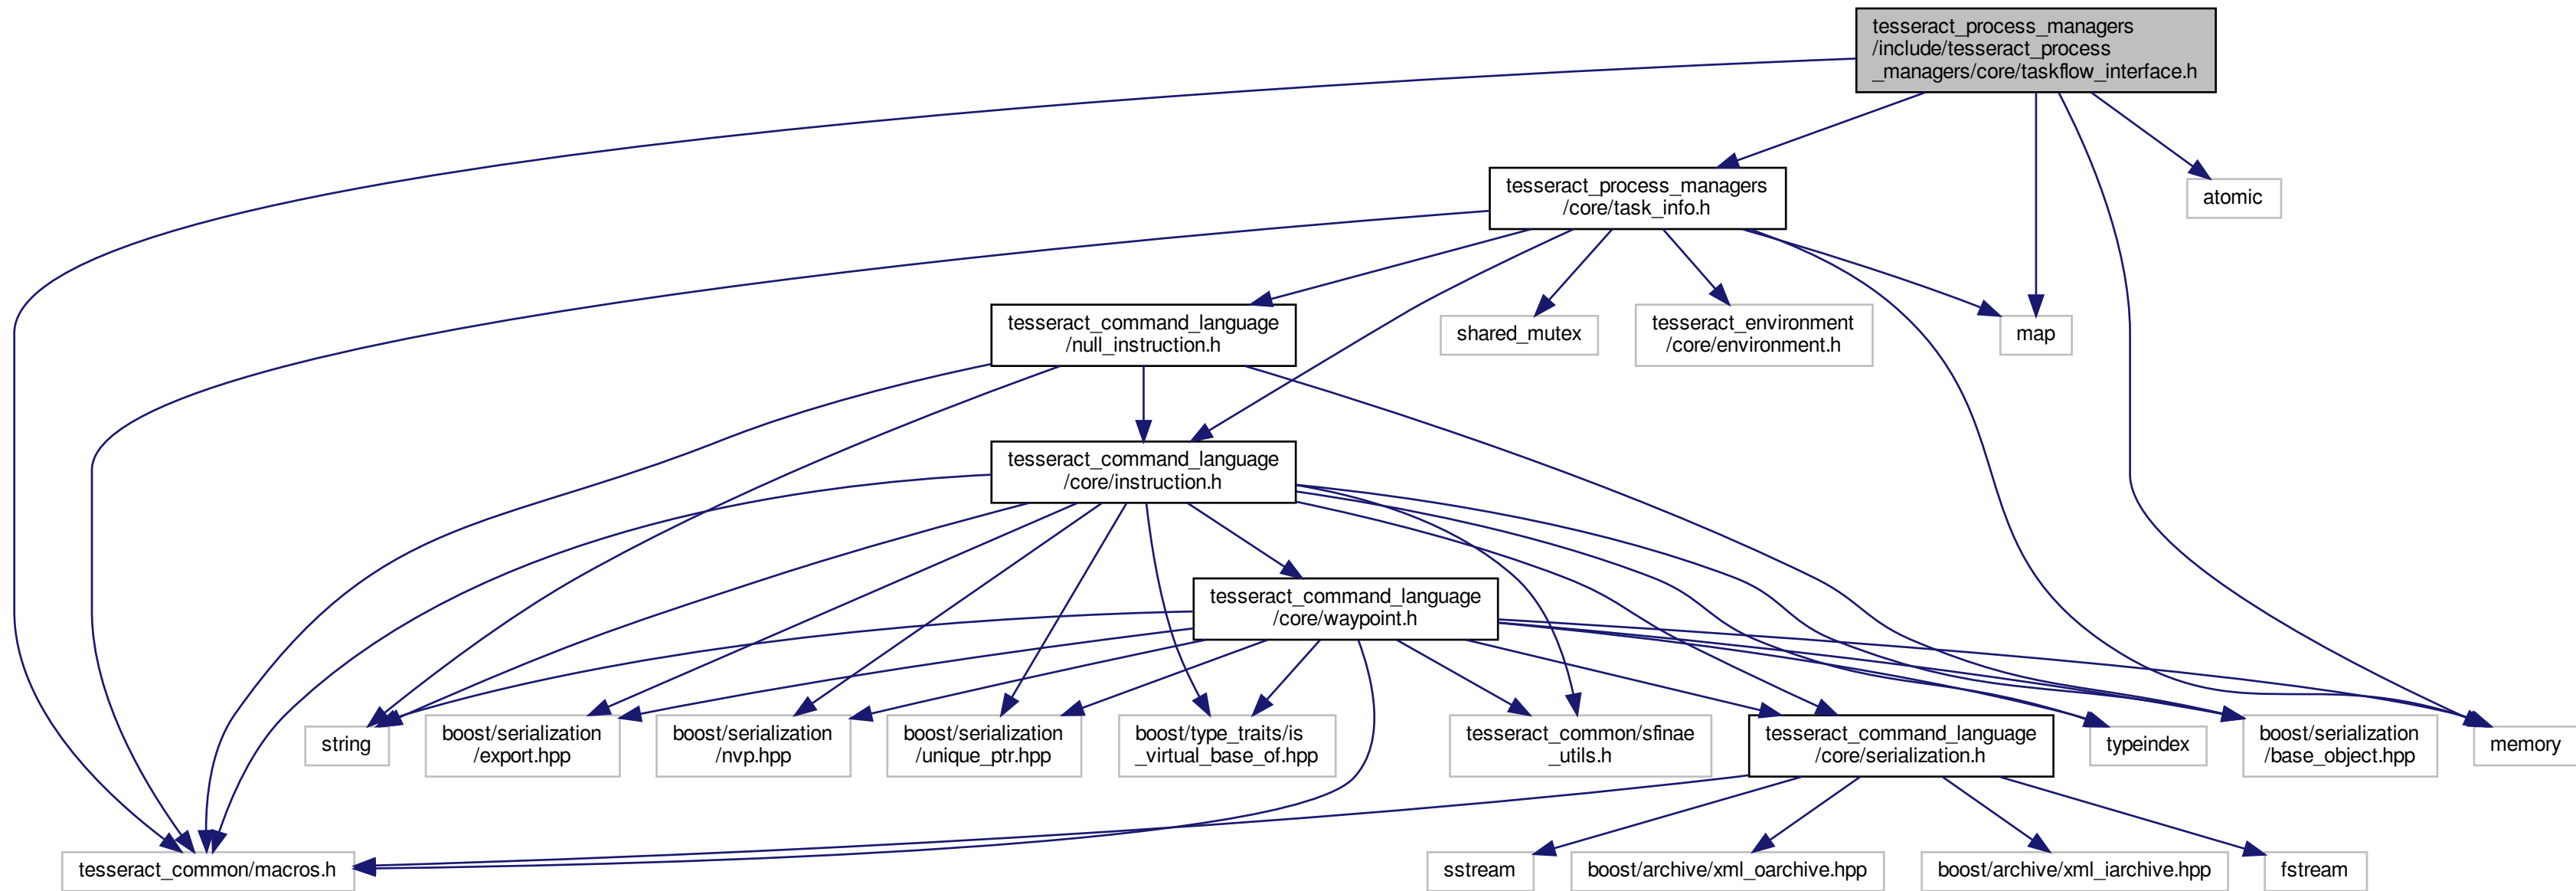 tesseract_process_managers
/include/tesseract_process
_managers/core/taskflow_interface.h
tesseract_process_managers
/core/task_info.h
atomic
tesseract_command_language
/null_instruction.h
shared_mutex
tesseract_environment
/core/environment.h
map
tesseract_command_language
/core/instruction.h
tesseract_command_language
/core/waypoint.h
string
boost/serialization
/export.hpp
boost/serialization
/nvp.hpp
boost/serialization
/unique_ptr.hpp
boost/type_traits/is
_virtual_base_of.hpp
tesseract_common/sfinae
_utils.h
tesseract_command_language
/core/serialization.h
typeindex
boost/serialization
/base_object.hpp
memory
tesseract_common/macros.h
sstream
boost/archive/xml_oarchive.hpp
boost/archive/xml_iarchive.hpp
fstream